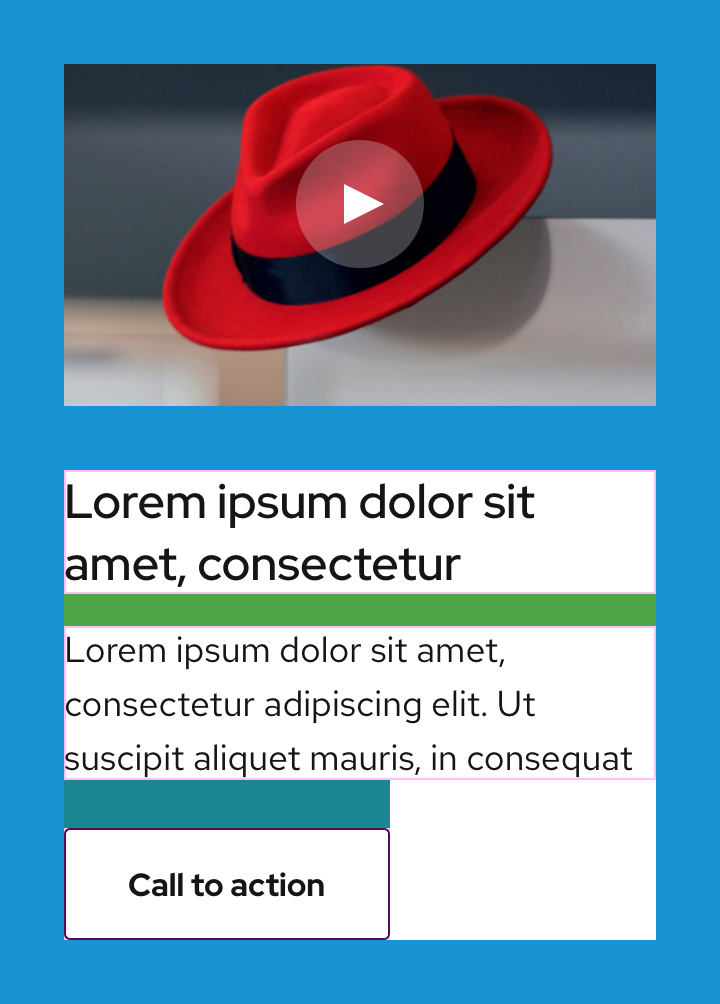 Lorem ipsum dolor sit
amet, consectetur
Lorem ipsum dolor sit amet,
consectetur adipiscing elit. Ut
suscipit aliquet mauris, in consequat
Call to action